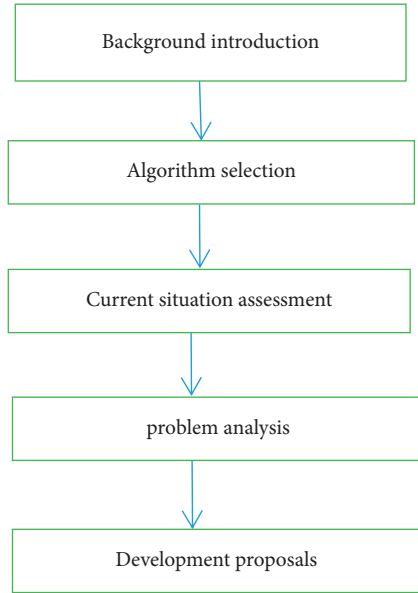 Background introduction
Algorithm selection
Current situation assessment
problem analysis
Development proposals